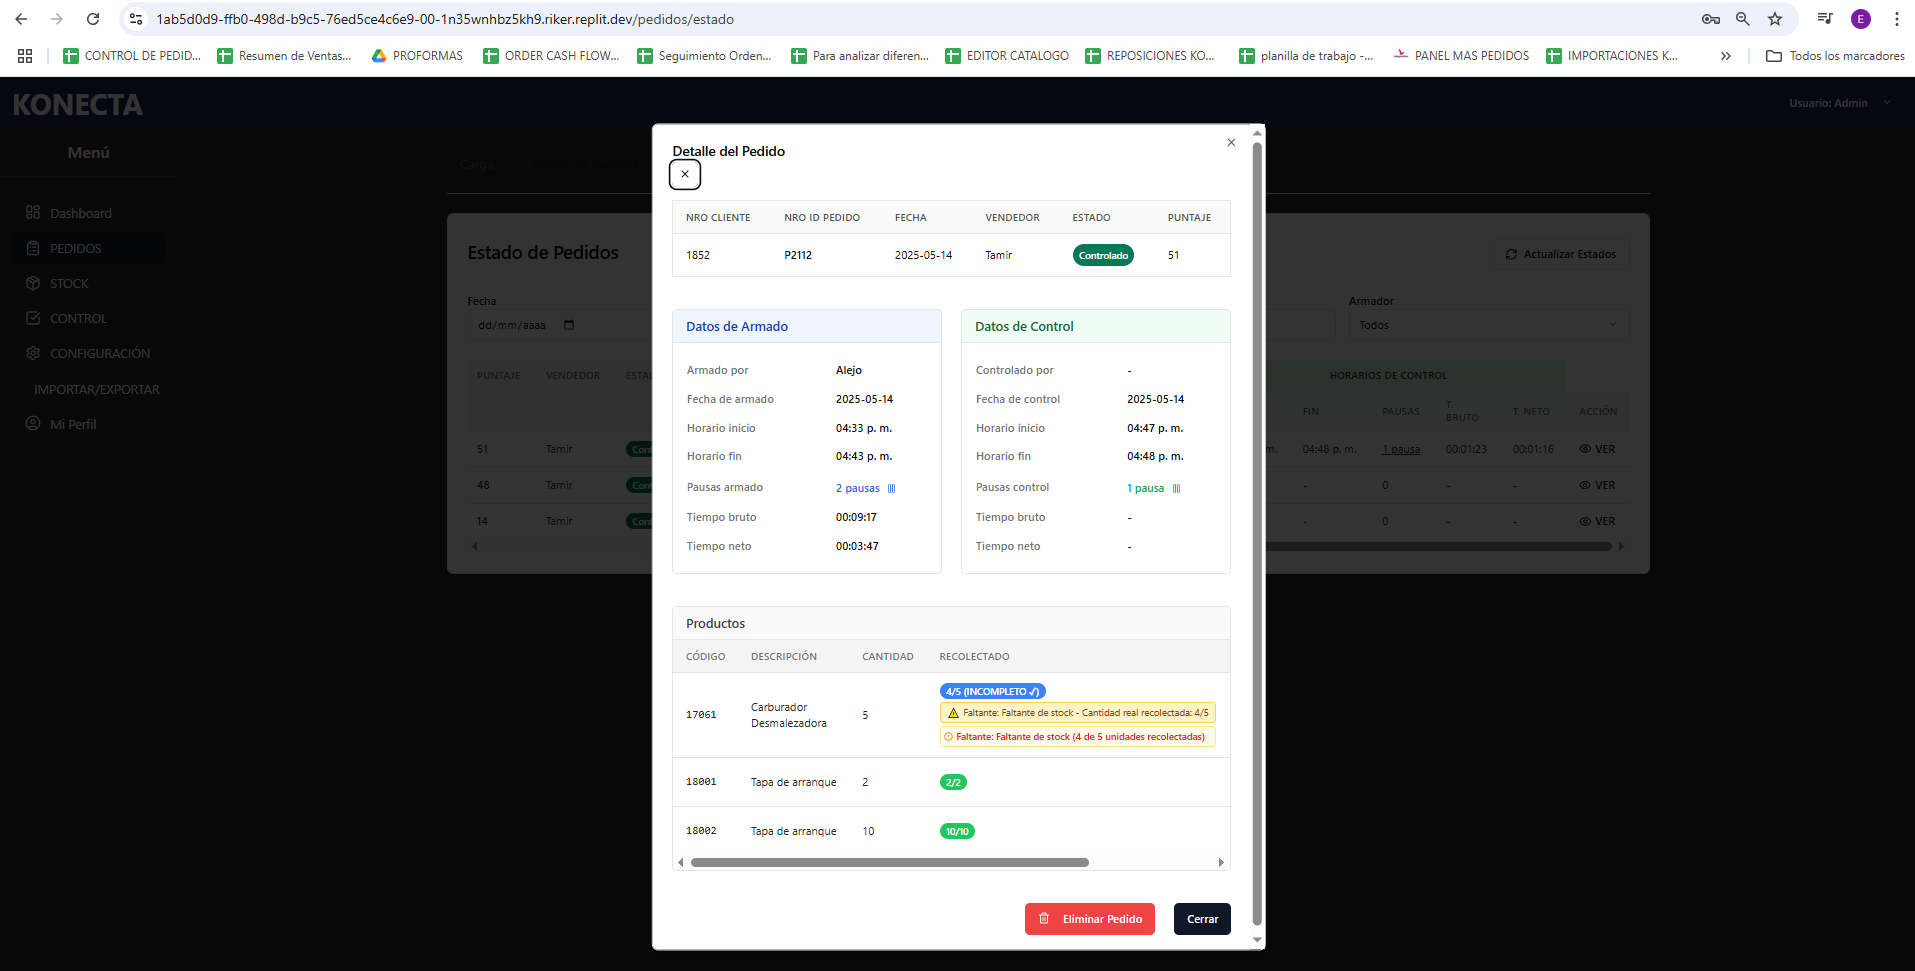 1ab5d0d9-ffb0-498d-b9c5-76ed5ce4c6e9-00-1n35wnhbz5kh9.riker.replit.dev/pedidos/estado
E
CONTROL DE PEDID...
Resumen de Ventas...
PROFORMAS
ORDER CASH FLOW...
Seguimiento Orden...
Para analizar diferen...
EDITOR CATALOGO
REPOSICIONES KO...
planilla de trabajo -...
PANEL MAS PEDIDOS
IMPORTACIONES K...
Todos los marcadores
KONECTA
Usuario: Admin
Menú
Dashboard
PEDIDOS
STOCK
CONTROL
CONFIGURACIÓN
IMPORTAR/EXPORTAR
Mi Perfil
Carga
Estado de Pedidos
Actualizar Estados
Fecha
dd/mm/aaaa
Armador
Todos
HORARIOS DE CONTROL
PUNTAJE VENDEDOR
FIN PAUSAS T. BRUTO T. NETO ACCIÓN
51 Tamir
04:48 p. m. 1 pausa 00:01:23 00:01:16 VER
48 Tamir
- 0 - - VER
14 Tamir
- 0 - - VER
Detalle del Pedido
NRO CLIENTE NRO ID PEDIDO FECHA VENDEDOR ESTADO PUNTAJE
1852 P2112 2025-05-14 Tamir Controlado 51
Datos de Armado
Armado por Alejo
Fecha de armado 2025-05-14
Horario inicio 04:33 p. m.
Horario fin 04:43 p. m.
Pausas armado 2 pausas
Tiempo bruto 00:09:17
Tiempo neto 00:03:47
Datos de Control
Controlado por -
Fecha de control 2025-05-14
Horario inicio 04:47 p. m.
Horario fin 04:48 p. m.
Pausas control 1 pausa
Tiempo bruto -
Tiempo neto -
Productos
CÓDIGO DESCRIPCIÓN CANTIDAD RECOLECTADO
17061 Carburador Desmalezadora 5 4/5 (INCOMPLETO ✓)
Faltante: Faltante de stock - Cantidad real recolectada: 4/5
Faltante: Faltante de stock (4 de 5 unidades recolectadas)
18001 Tapa de arranque 2 2/2
18002 Tapa de arranque 10 10/10
Eliminar Pedido
Cerrar